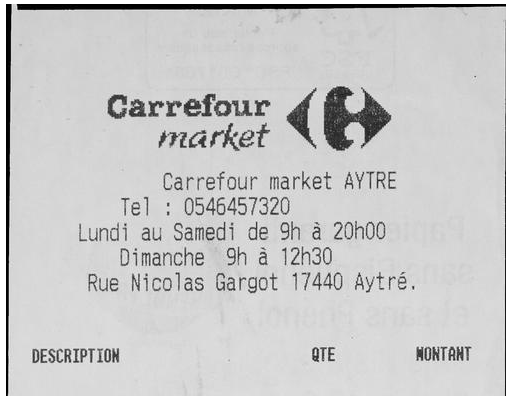 Carrefour
market
Carrefour market AYTRE
Tel : 0546457320
Lundi au Samedi de 9h à 20h00
Dimanche 9h à 12h30
Rue Nicolas Gargot 17440 Aytré.
DESCRIPTION QTE MONTANT